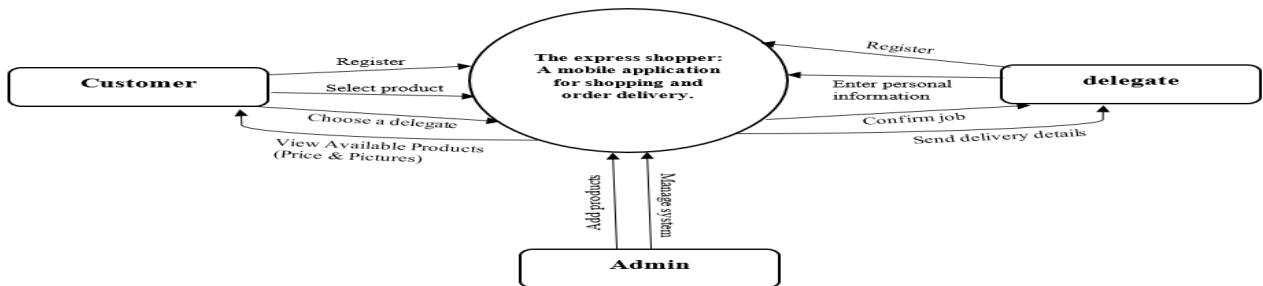 Customer
Register
Select product
Choose a delegate
View Available Products
(Price & Pictures)
The express shopper:
A mobile application
for shopping and
order delivery.
Register
Enter personal
information
Confirm job
Send delivery details
delegate
Add products
Manage system
Admin